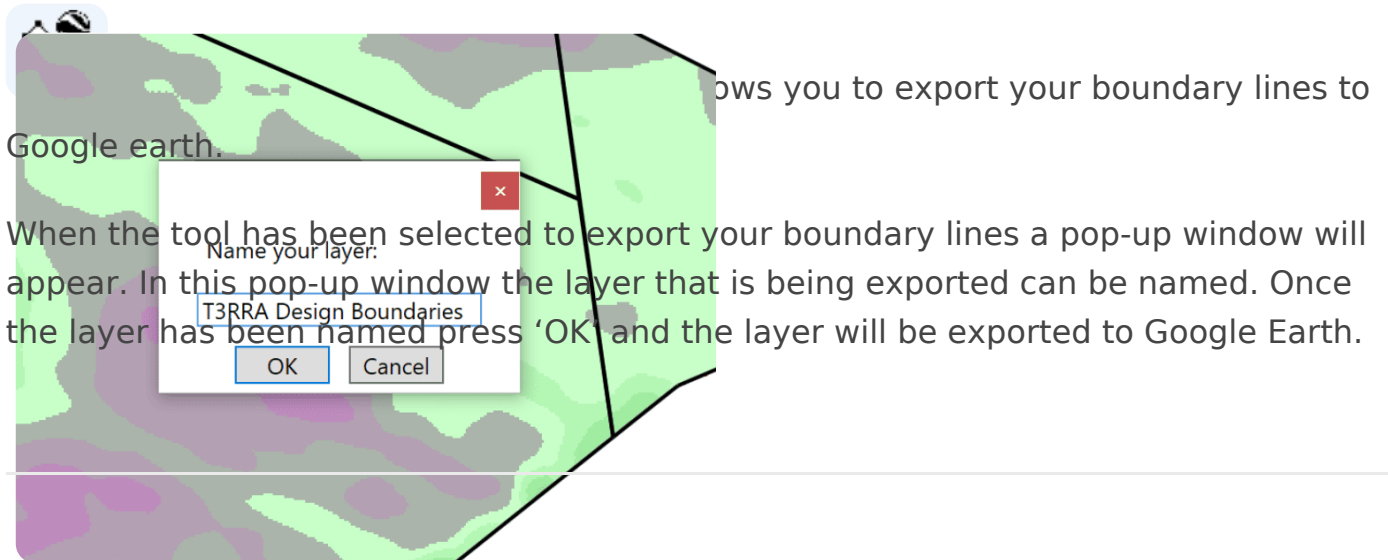 ows you to export your boundary lines to
Google earth.
When the tool has been selected to export your boundary lines a pop-up window will
appear. In this pop-up window the layer that is being exported can be named. Once
the layer has been named press ‘OK’ and the layer will be exported to Google Earth.
×
Name your layer:
T3RRA Design Boundaries
OK
Cancel